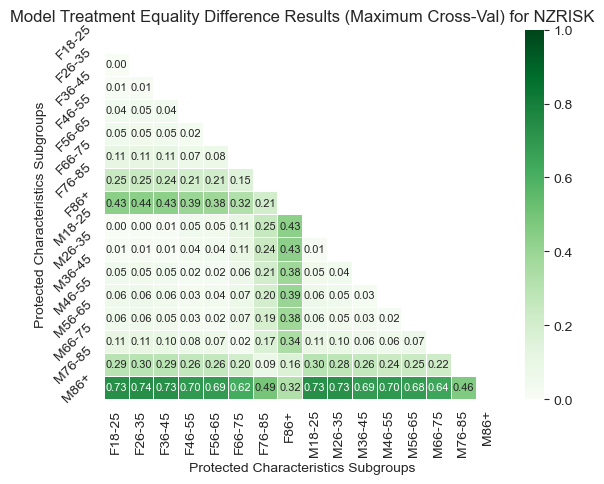 Model Treatment Equality Difference Results (Maximum Cross-Val) for NZRISK
Protected Characteristics Subgroups
F18-25
F26-35 0.00
F36-45 0.01 0.01
F46-55 0.04 0.05 0.04
F56-65 0.05 0.05 0.05 0.02
F66-75 0.11 0.11 0.11 0.07 0.08
F76-85 0.25 0.25 0.24 0.21 0.21 0.15
F86+ 0.43 0.44 0.43 0.39 0.38 0.32 0.21
M18-25 0.00 0.00 0.01 0.05 0.05 0.11 0.25 0.43
M26-35 0.01 0.01 0.01 0.04 0.04 0.11 0.24 0.43 0.01
M36-45 0.05 0.05 0.05 0.02 0.02 0.06 0.21 0.38 0.05 0.04
M46-55 0.06 0.06 0.06 0.03 0.04 0.07 0.20 0.39 0.06 0.05 0.03
M56-65 0.06 0.06 0.05 0.03 0.02 0.07 0.19 0.38 0.06 0.05 0.03 0.02
M66-75 0.11 0.11 0.10 0.08 0.07 0.02 0.17 0.34 0.11 0.10 0.06 0.06 0.07
M76-85 0.29 0.30 0.29 0.26 0.26 0.20 0.09 0.16 0.30 0.28 0.26 0.24 0.25 0.22
M86+ 0.73 0.74 0.73 0.70 0.69 0.62 0.49 0.32 0.73 0.73 0.69 0.70 0.68 0.64 0.46
F18-25 F26-35 F36-45 F46-55 F56-65 F66-75 F76-85 F86+ M18-25 M26-35 M36-45 M46-55 M56-65 M66-75 M76-85 M86+
Protected Characteristics Subgroups
1.0
0.8
0.6
0.4
0.2
0.0